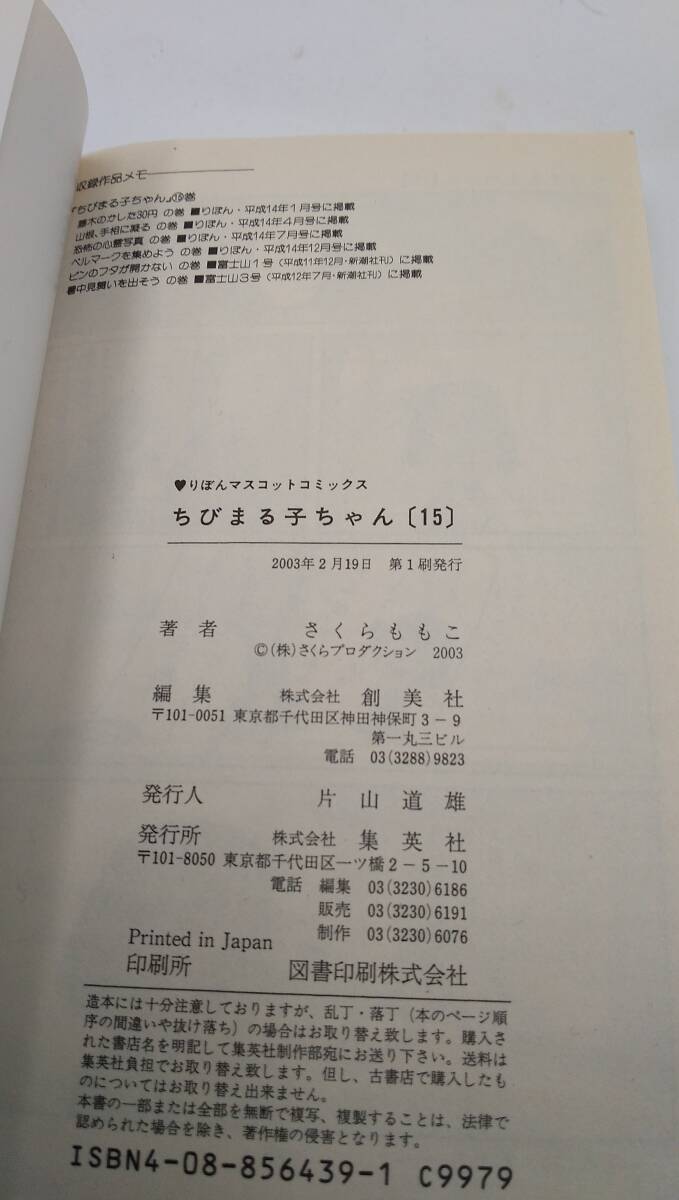 収録作品メモ
『ちびまる子ちゃん』⑮巻
藤木のかした30円 の巻 ■りぼん・平成14年1月号に掲載
山根、手相に凝る の巻 ■りぼん・平成14年4月号に掲載
恐怖の心霊写真 の巻 ■りぼん・平成14年7月号に掲載
ベルマークを集めよう の巻 ■りぼん・平成14年12月号に掲載
ビンのフタが開かない の巻 ■富士山1号（平成11年12月・新潮社刊）に掲載
暑中見舞いを出そう の巻 ■富士山3号（平成12年7月・新潮社刊）に掲載
♥りぼんマスコットコミックス
ちびまる子ちゃん〔15〕
2003年2月19日 第1刷発行
著者 さくらももこ
©(株)さくらプロダクション 2003
編集 株式会社 創美社
〒101-0051 東京都千代田区神田神保町3－9
第一丸三ビル
電話 03(3288)9823
発行人 片山道雄
発行所 株式会社 集英社
〒101-8050 東京都千代田区一ツ橋2－5－10
電話 編集 03(3230)6186
販売 03(3230)6191
制作 03(3230)6076
Printed in Japan
印刷所 図書印刷株式会社
造本には十分注意しておりますが、乱丁・落丁（本のページ順
序の間違いや抜け落ち）の場合はお取り替え致します。購入さ
れた書店名を明記して集英社制作部宛にお送り下さい。送料は
集英社負担でお取り替え致します。但し、古書店で購入したも
のについてはお取り替え出来ません。
本書の一部または全部を無断で複写、複製することは、法律で
認められた場合を除き、著作権の侵害となります。
ISBN4-08-856439-1 C9979